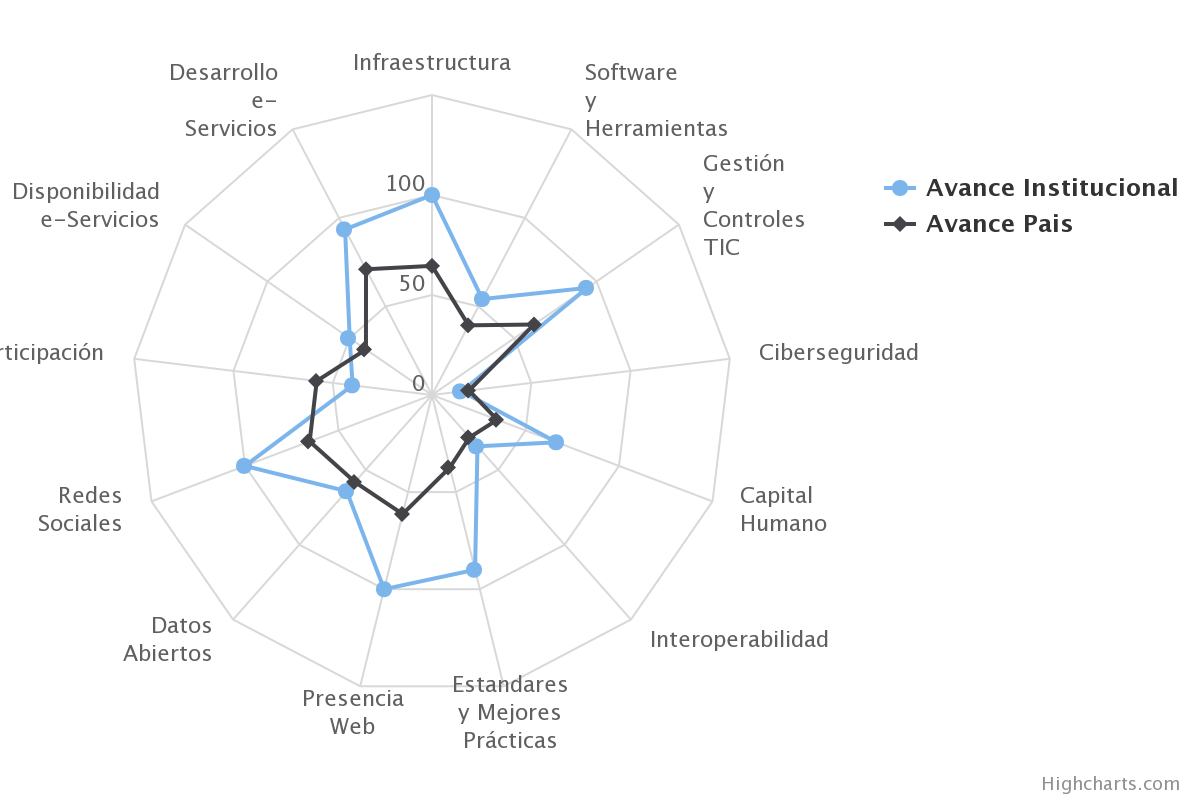 Infraestructura
Software
y
Herramientas
Gestión
y
Controles
TIC
Ciberseguridad
Capital
Humano
Interoperabilidad
Estandares
y Mejores
Prácticas
Presencia
Web
Datos
Abiertos
Redes
Sociales
rticipación
Disponibilidad
e-Servicios
Desarrollo
e-
Servicios
100
50
0
Avance Institucional
Avance Pais
Highcharts.com